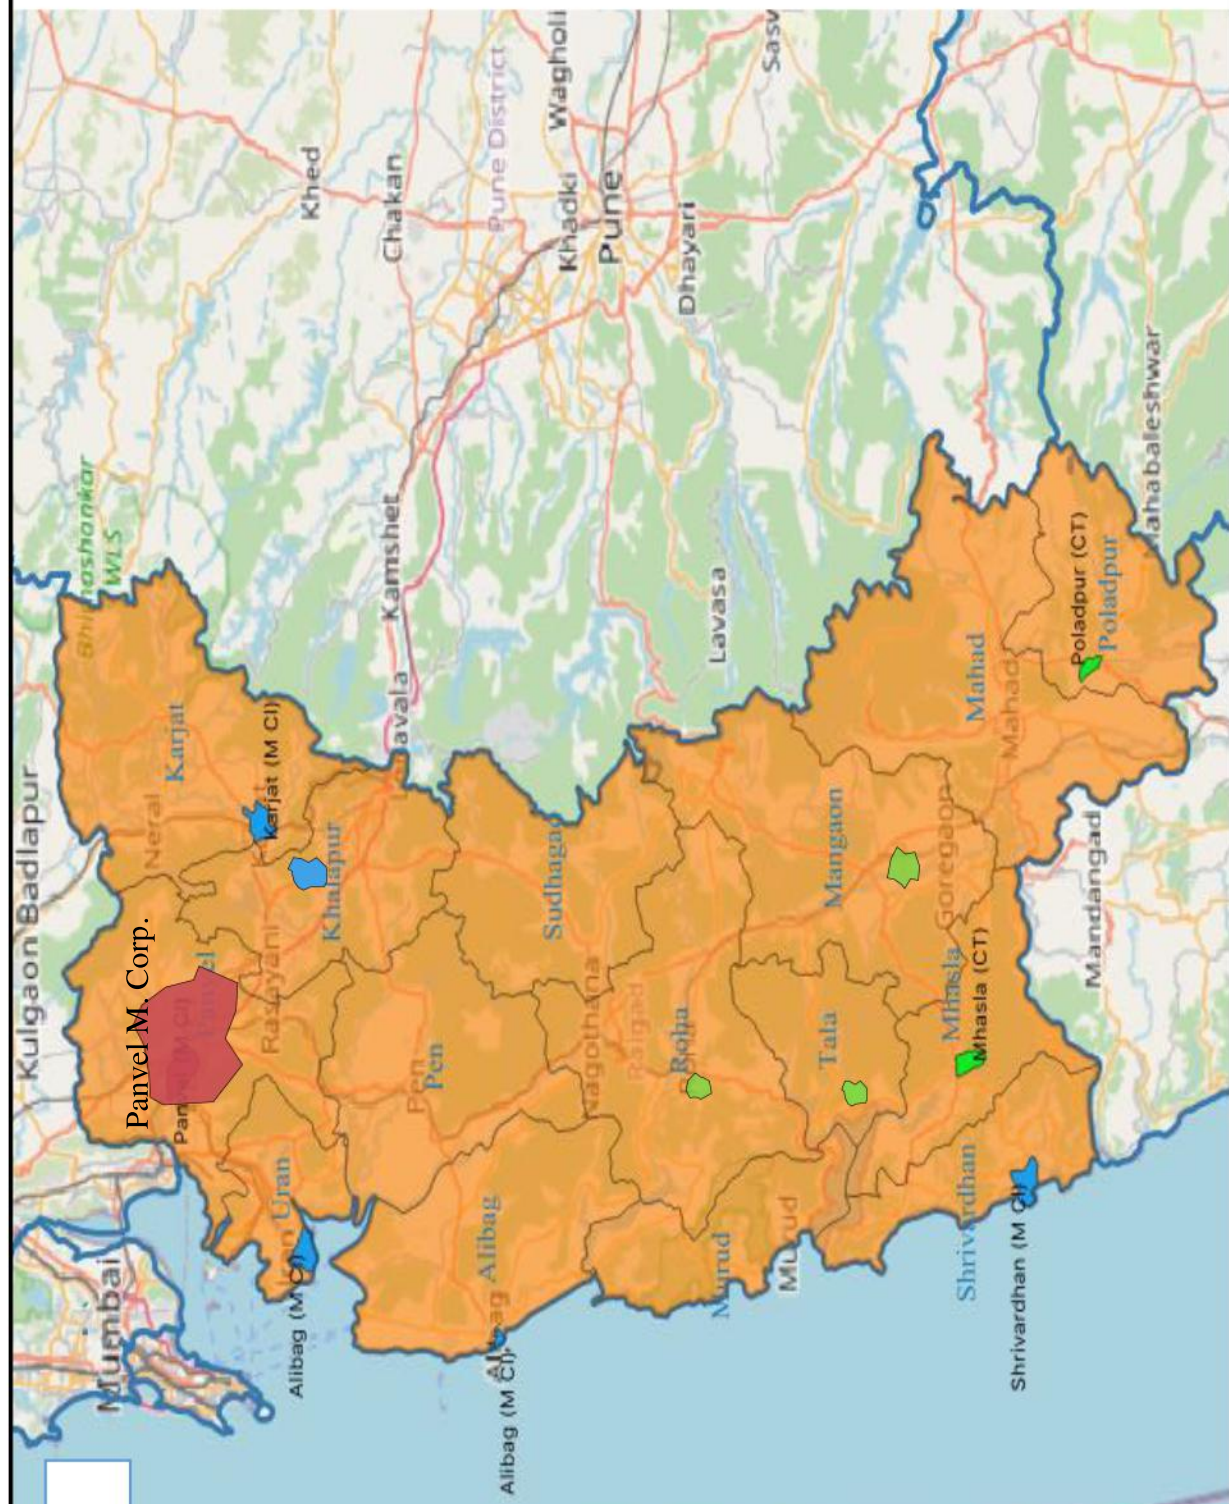 Kulgaon Badlapur
Panvel M. Corp.
Mumbai
Neral
Karjat
Karjat (M Cl)
WLS
Khed
Chakan
Pune District
Khadki
Wagholi
Pune
Dhayari
Kamshet
Lavasa
Khalapur
Rasayani
Uran
Alibag (M Cl)
Pen
Pen
Sudhagad
Nagothana
Alibag
Alibag (M Cl)
Raigad
Roha
Murud
Murud
Tala
Mangaon
Goregaon
Mhasla
Mhasla (CT)
Shrivardhan
Shrivardhan (M Cl)
Mahad
Mahad
Poladpur (CT)
Poladpur
Mandangad
Mahabaleshwar